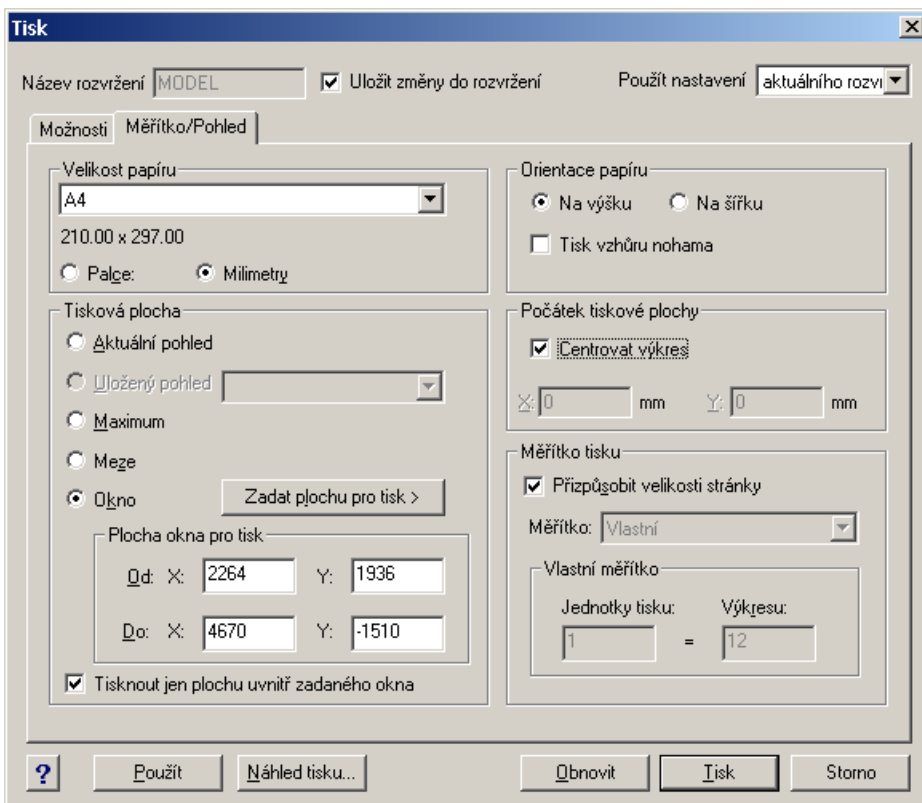 Tisk
Název rozvržení MODEL Uložit změny do rozvržení Použít nastavení aktuálního rozvr
Možnosti Měřítko/Pohled
Velikost papíru
A4
210.00 x 297.00
Palce: Milimetry
Orientace papíru
Na výšku Na šířku
Tisk vzhůru nohama
Tisková plocha
Aktuální pohled
Uložený pohled
Maximum
Meze
Okno Zadat plochu pro tisk >
Plocha okna pro tisk
Od: X: 2264 Y: 1936
Do: X: 4670 Y: -1510
Tisknout jen plochu uvnitř zadaného okna
Počátek tiskové plochy
Centrovat výkres
X: 0 mm Y: 0 mm
Měřítko tisku
Přizpůsobit velikosti stránky
Měřítko: Vlastní
Vlastní měřítko
Jednotky tisku: Výkresu:
1 = 12
? Použít Náhled tisku... Obnovit Tisk Storno